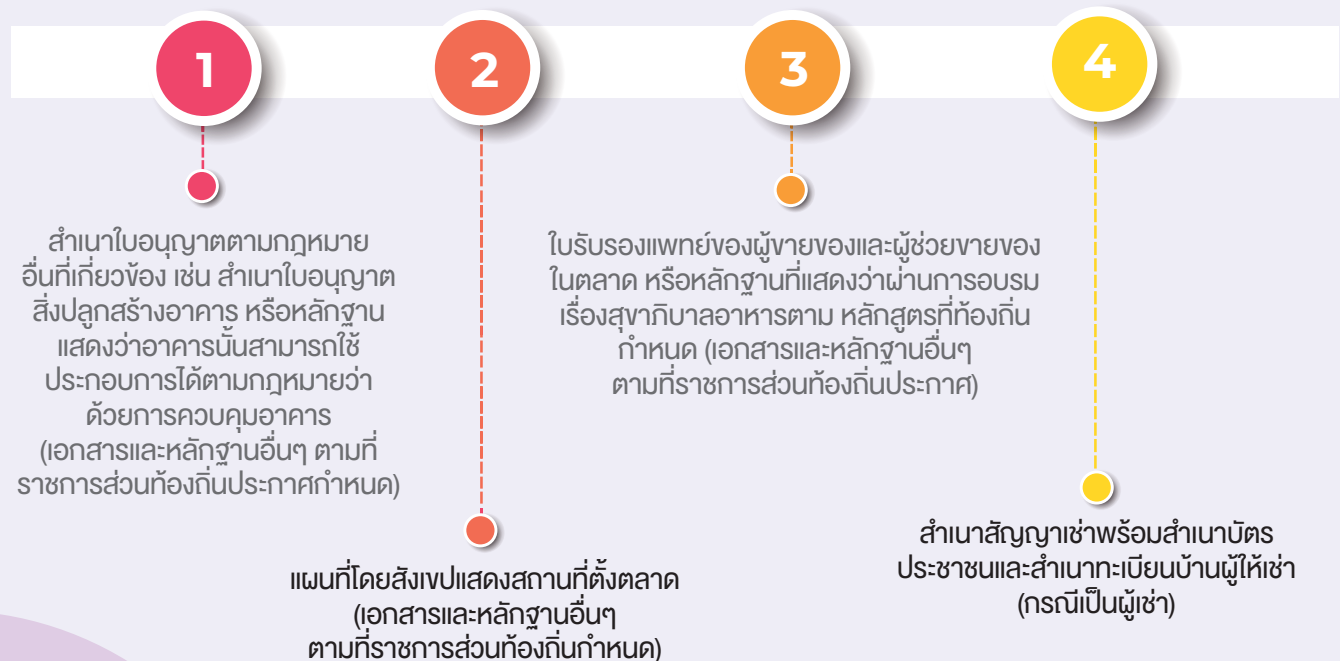 1
สำเนาใบอนุญาตตามกฎหมาย
อื่นที่เกี่ยวข้อง เช่น สำเนาใบอนุญาต
สิ่งปลูกสร้างอาคาร หรือหลักฐาน
แสดงว่าอาคารนั้นสามารถใช้
ประกอบการได้ตามกฎหมายว่า
ด้วยการควบคุมอาคาร
(เอกสารและหลักฐานอื่นๆ ตามที่
ราชการส่วนท้องถิ่นประกาศกำหนด)
2
แผนที่โดยสังเขปแสดงสถานที่ตั้งตลาด
(เอกสารและหลักฐานอื่นๆ
ตามที่ราชการส่วนท้องถิ่นกำหนด)
3
ใบรับรองแพทย์ของผู้ขายของและผู้ช่วยขายของ
ในตลาด หรือหลักฐานที่แสดงว่าผ่านการอบรม
เรื่องสุขาภิบาลอาหารตาม หลักสูตรที่ท้องถิ่น
กำหนด (เอกสารและหลักฐานอื่นๆ
ตามที่ราชการส่วนท้องถิ่นประกาศ)
4
สำเนาสัญญาเช่าพร้อมสำเนาบัตร
ประชาชนและสำเนาทะเบียนบ้านผู้ให้เช่า
(กรณีเป็นผู้เช่า)